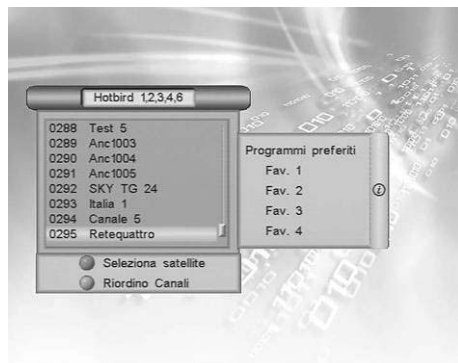 Hotbird 1,2,3,4,6
0288 Test 5
0289 Anc1003
0290 Anc1004
0291 Anc1005
0292 SKY TG 24
0293 Italia 1
0294 Canale 5
0295 Retequattro
Seleziona satellite
Riordino Canali
Programmi preferiti
Fav. 1
Fav. 2
Fav. 3
Fav. 4